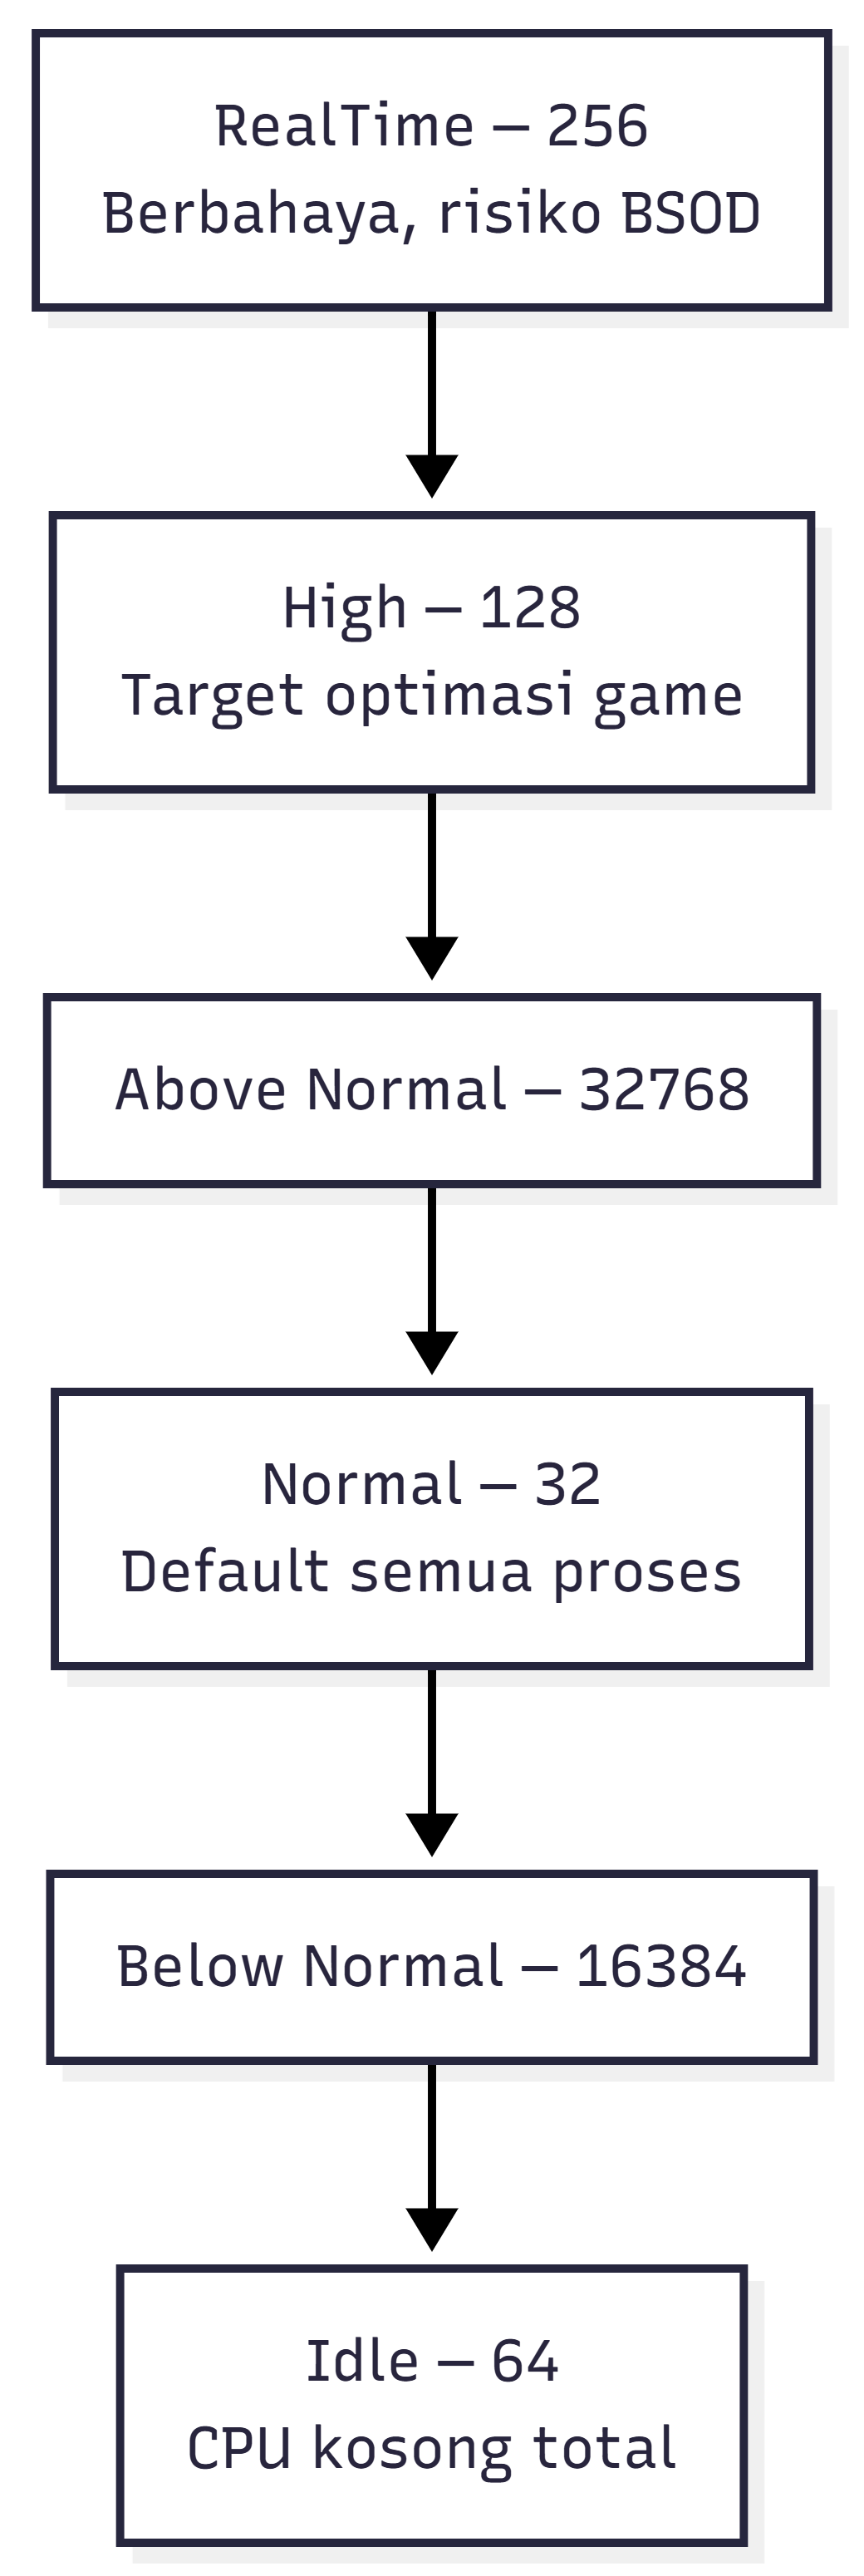 RealTime — 256
Berbahaya, risiko BSOD
High — 128
Target optimasi game
Above Normal — 32768
Normal — 32
Default semua proses
Below Normal — 16384
Idle — 64
CPU kosong total